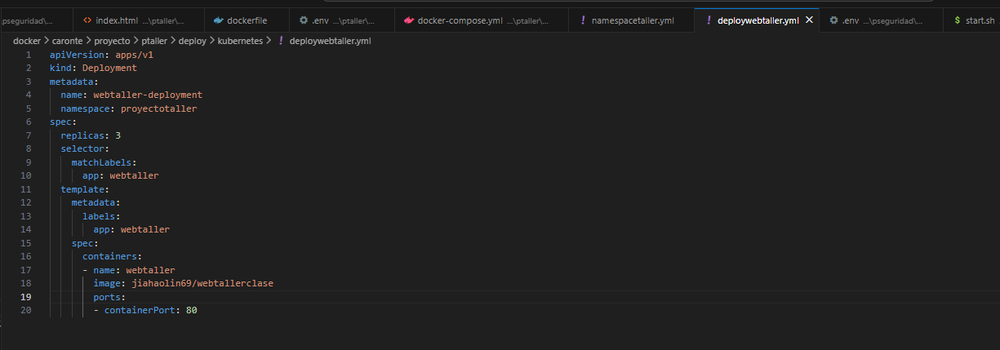 ..\pseguridad\... <> index.html ...\ptaller\... dockerfile .env ...\ptaller\... docker-compose.yml ...\ptaller\... ! namespacetaller.yml ! deploywebtaller.yml × .env ...\pseguridad\... $ start.sh
docker > caronte > proyecto > ptaller > deploy > kubernetes > ! deploywebtaller.yml
1 apiVersion: apps/v1
2 kind: Deployment
3 metadata:
4 name: webtaller-deployment
5 namespace: proyectotaller
6 spec:
7 replicas: 3
8 selector:
9 matchLabels:
10 app: webtaller
11 template:
12 metadata:
13 labels:
14 app: webtaller
15 spec:
16 containers:
17 - name: webtaller
18 image: jiahaolin69/webtallerclase
19 ports:
20 - containerPort: 80